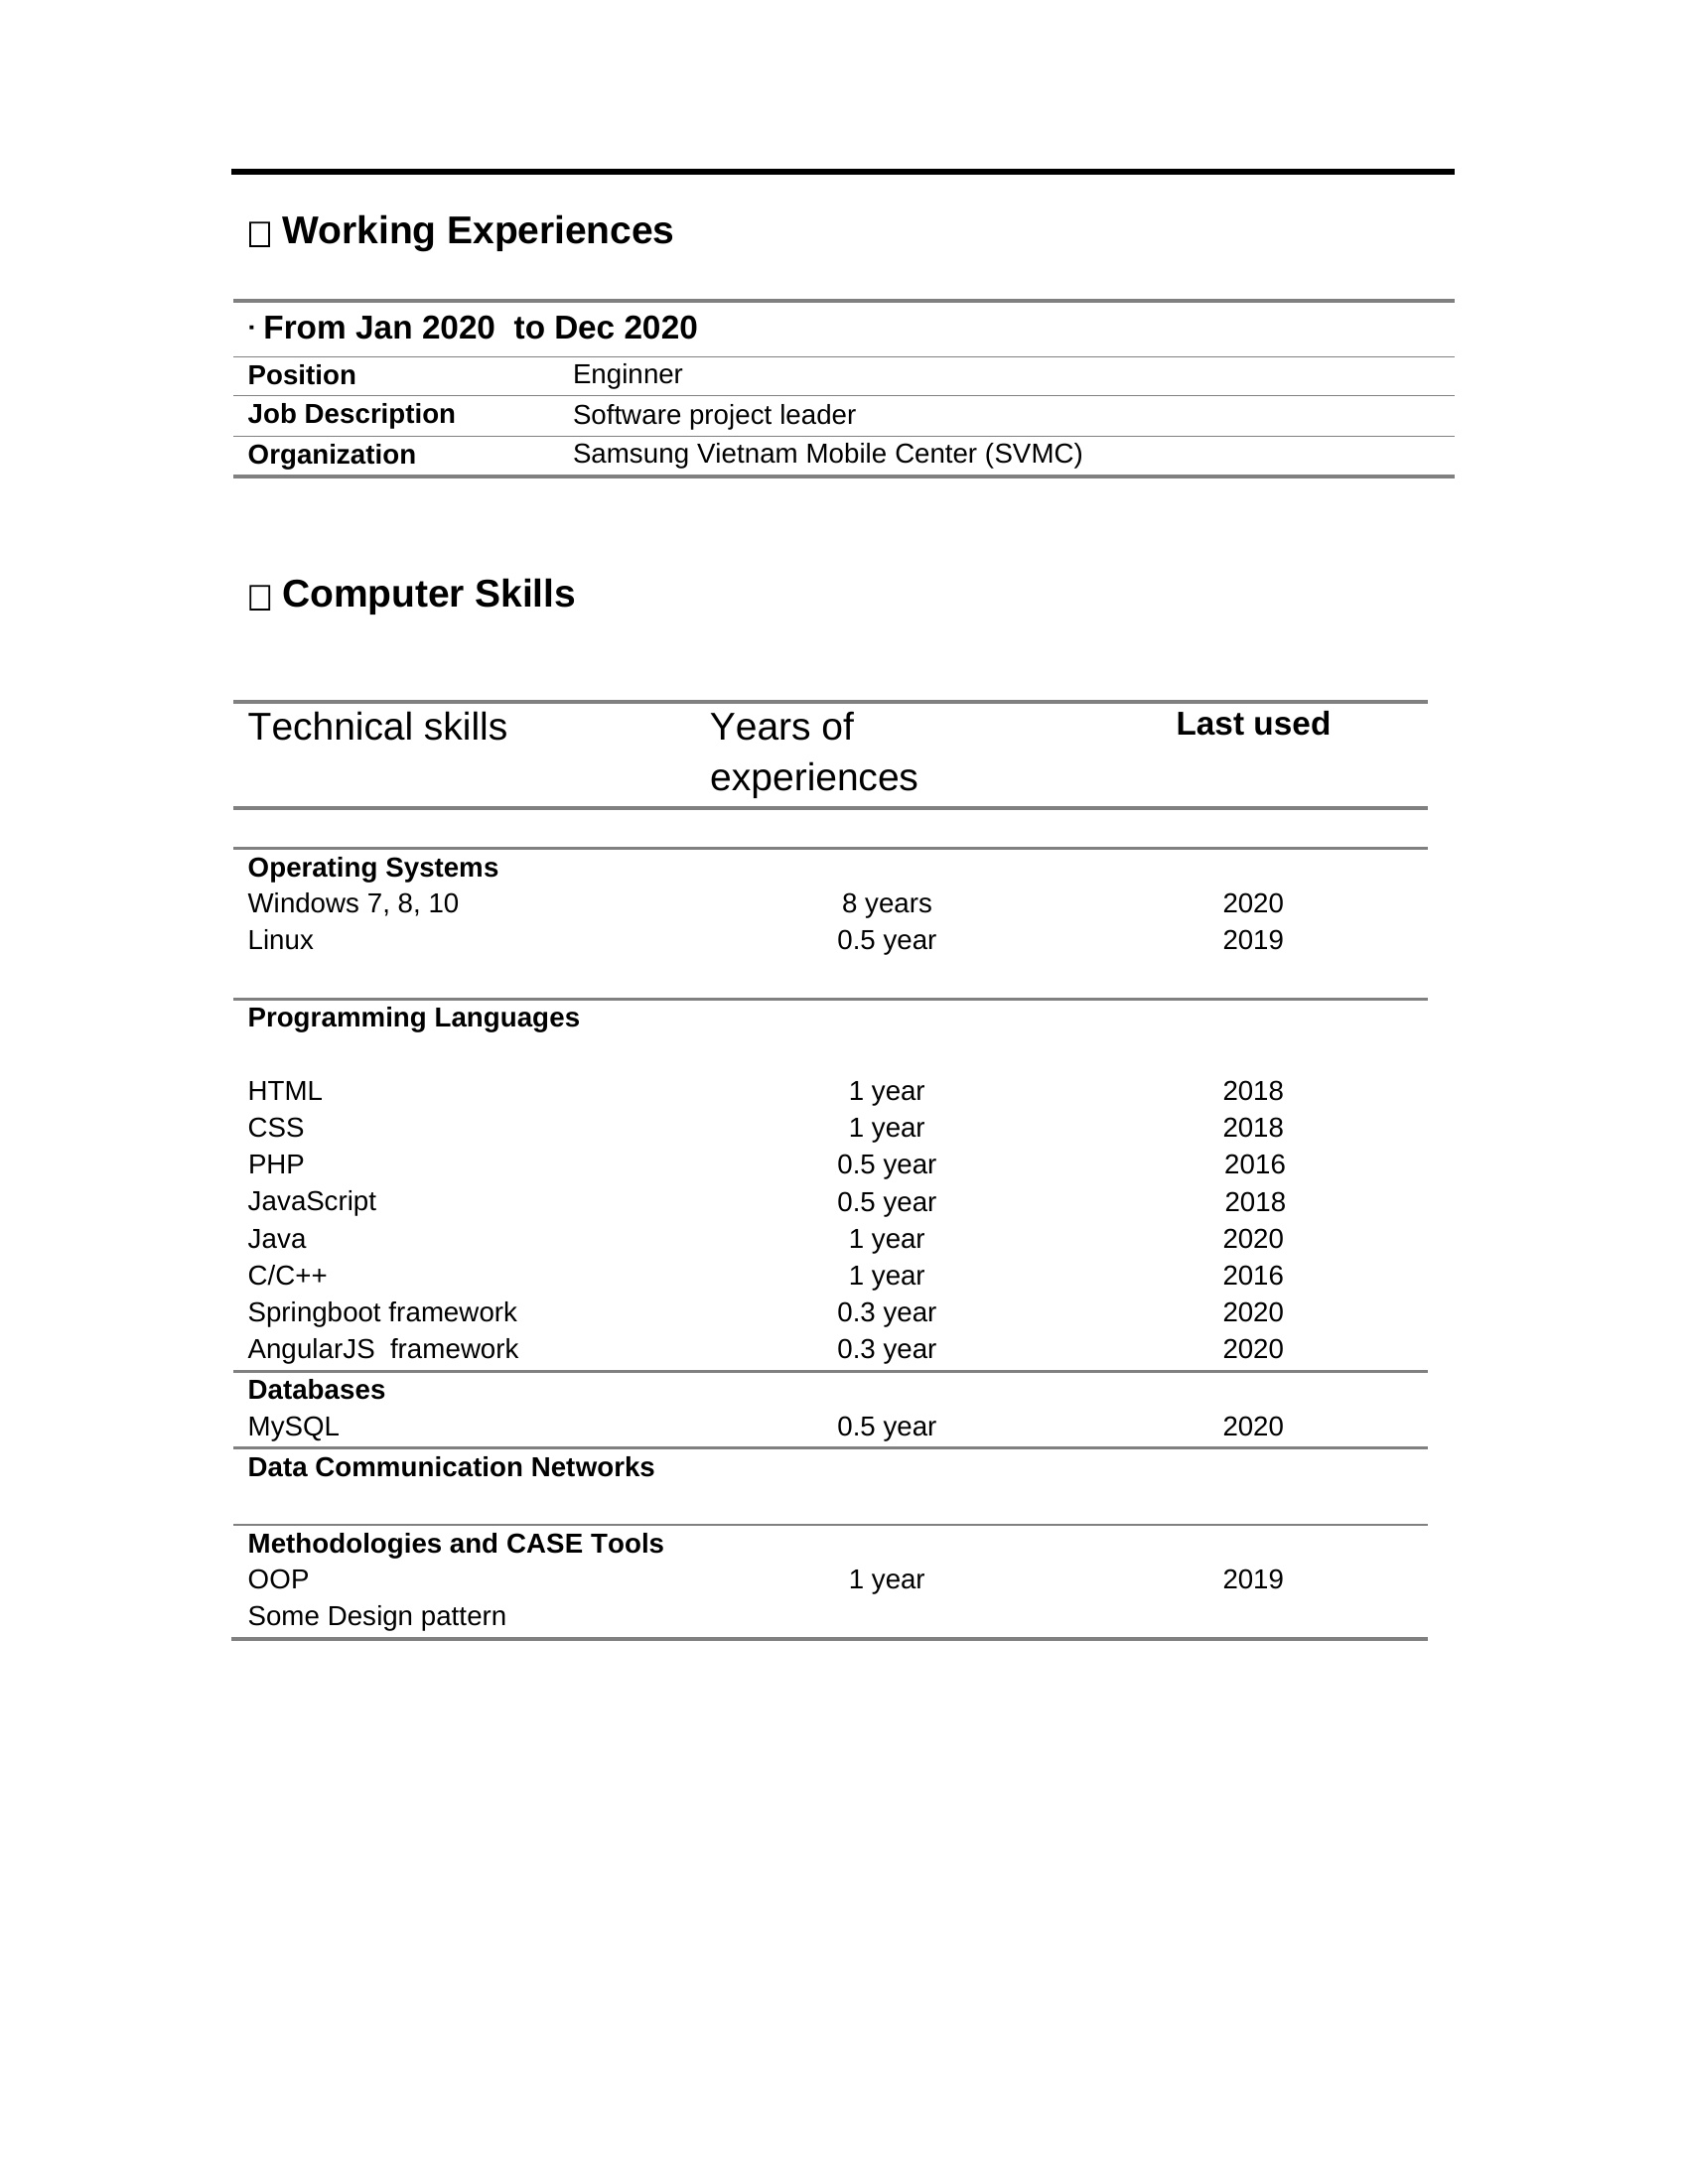 Working Experiences
· From Jan 2020  to Dec 2020
Position Enginner
Job Description Software project leader
Organization Samsung Vietnam Mobile Center (SVMC)
Computer Skills
Technical skills Years of experiences Last used
Operating Systems
Windows 7, 8, 10 8 years 2020
Linux 0.5 year 2019
Programming Languages
HTML 1 year 2018
CSS 1 year 2018
PHP 0.5 year 2016
JavaScript 0.5 year 2018
Java 1 year 2020
C/C++ 1 year 2016
Springboot framework 0.3 year 2020
AngularJS  framework 0.3 year 2020
Databases
MySQL 0.5 year 2020
Data Communication Networks
Methodologies and CASE Tools
OOP 1 year 2019
Some Design pattern